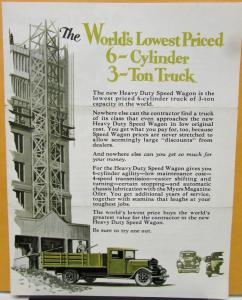 The World's Lowest Priced
6-Cylinder
3-Ton Truck
The new Heavy Duty Speed Wagon is the
lowest priced 6-cylinder truck of 3-ton
capacity in the world.
Nowhere else can the contractor find a truck
of its class that even approaches the new
Heavy Duty Speed Wagon in low original
cost. You get what you pay for, too, because
Speed Wagon prices are never stretched to
allow seemingly large "discounts" from
dealers.
And nowhere else can you get so much for
your money.
For the Heavy Duty Speed Wagon gives you
6-cylinder agility—low maintenance cost—
4-speed transmission—easier shifting and
turning—certain stopping—and automatic
chassis lubrication with the Myers Magazine
Oiler. You get additional years of service,
together with stamina that laughs at your
toughest jobs.
The world's lowest price buys the world's
greatest value for the contractor in the new
Heavy Duty Speed Wagon.
Be sure to try one out.